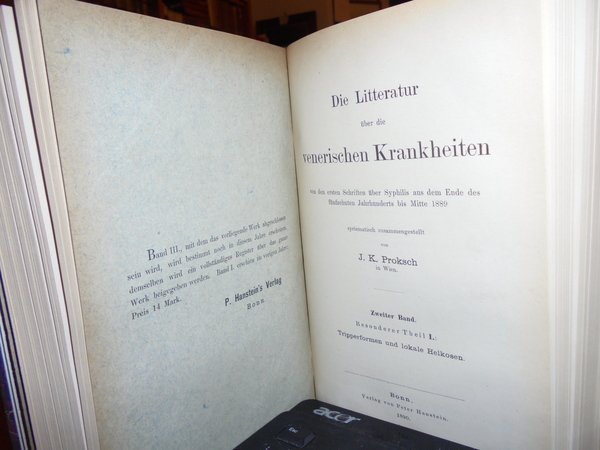 Band III., mit dem das vorliegende Werk abgeschlossen
sein wird, wird bestimmt noch in diesem Jahre erscheinen,
demselben wird ein vollständiges Register über das ganze
Werk beigegeben werden. Band I. erschien im vorigen Jahre,
Preis 14 Mark.
P. Hanstein's Verlag
Bonn.
Die Litteratur
über die
venerischen Krankheiten
von den ersten Schriften über Syphilis aus dem Ende des
fünfzehnten Jahrhunderts bis Mitte 1889
systematisch zusammengestellt
von
J. K. Proksch
in Wien.
Zweiter Band.
Besonderer Theil I.:
Tripperformen und lokale Helkosen.
Bonn.
Verlag von Peter Hanstein.
1890.
acer
Esc